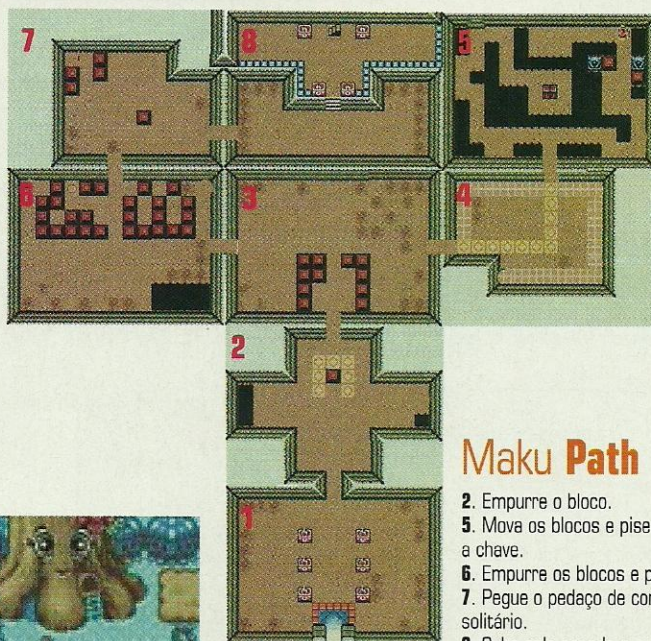 7
8
5
6
3
4
2
1
Maku Path
2. Empurre o bloco.
5. Mova os blocos e pise
a chave.
6. Empurre os blocos e p
7. Pegue o pedaço de
solitário.